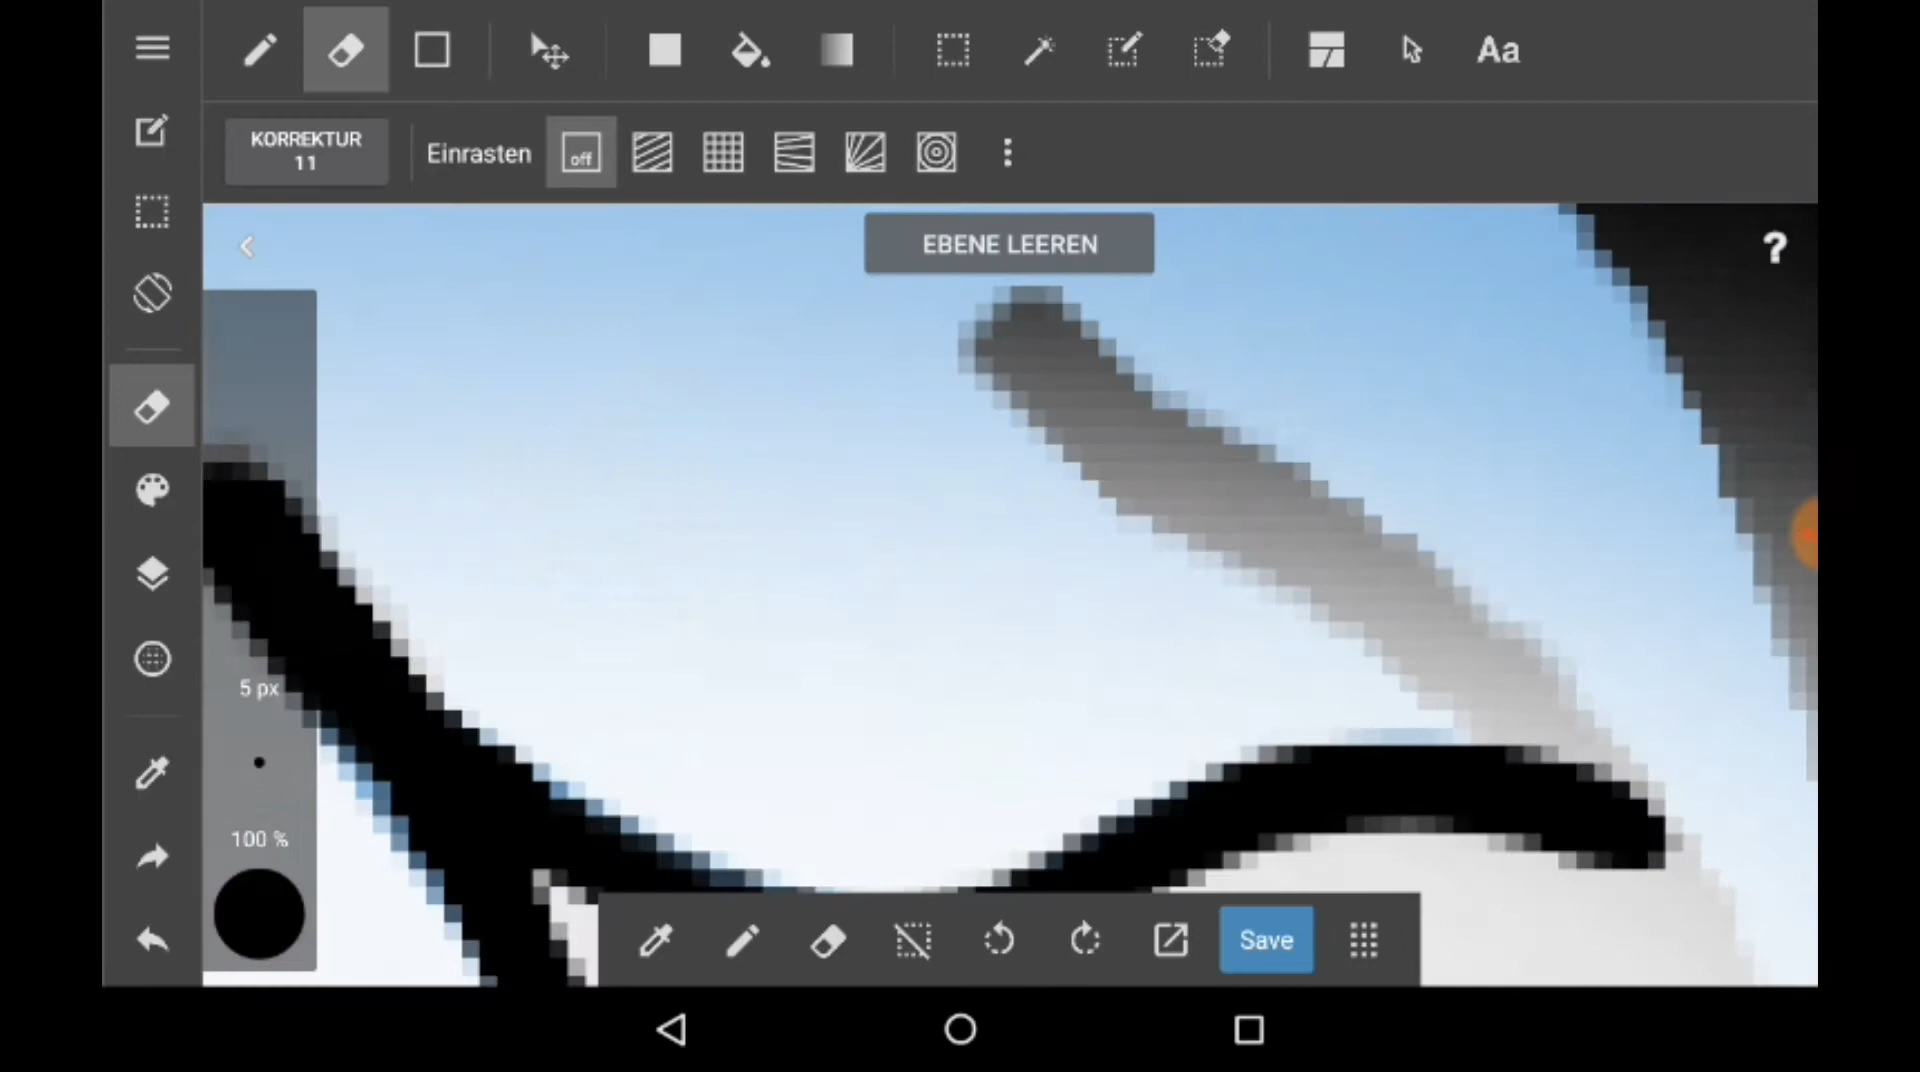 Aa
KORREKTUR
11
Einrasten
off
EBENE LEEREN
?
5 px
100 %
Save